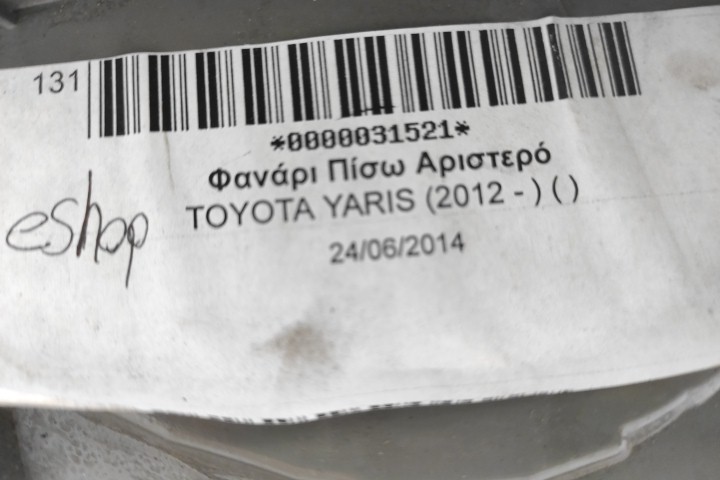 131
*0000031521*
Φανάρι Πίσω Αριστερό
TOYOTA YARIS (2012 - ) ( )
eshop
24/06/2014